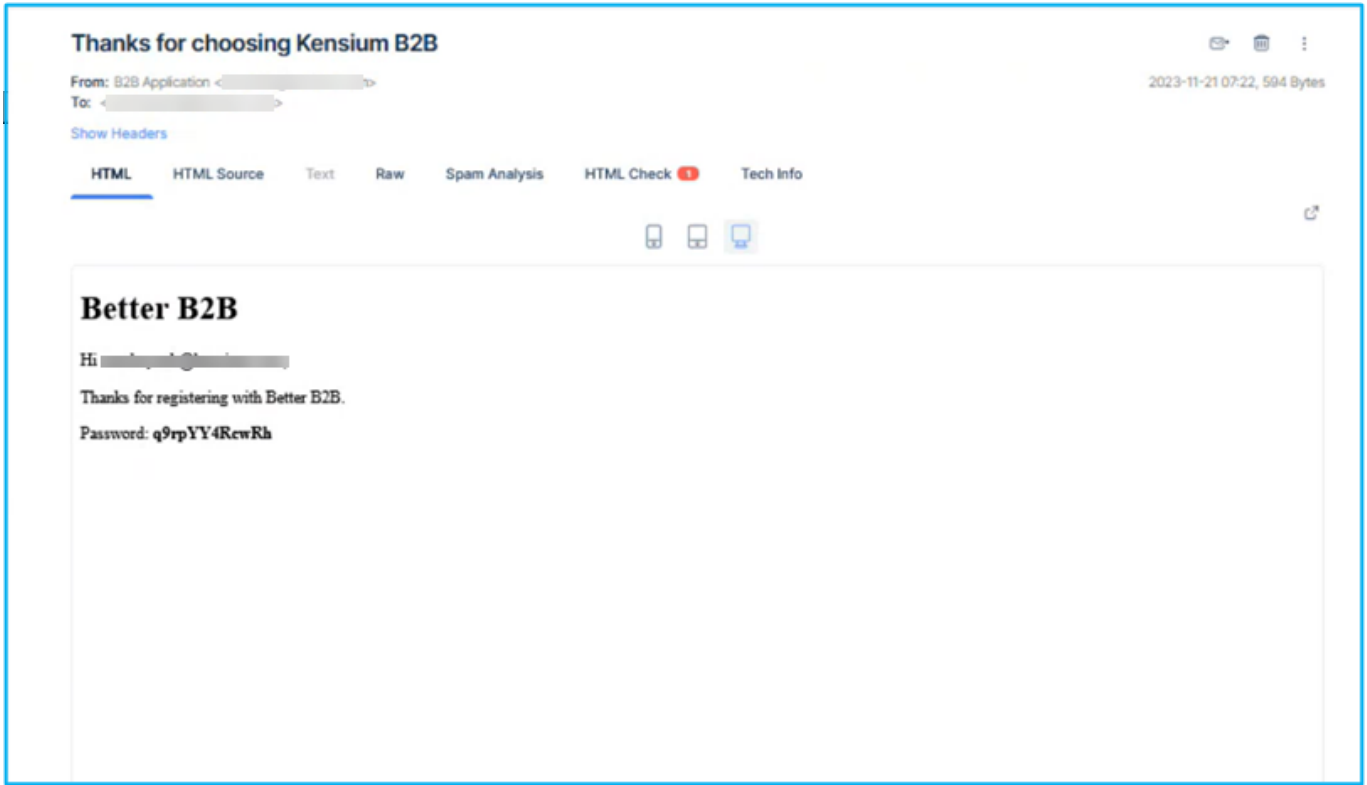 Thanks for choosing Kensium B2B
From: B2B Application <
>
2023-11-21 07:22, 594 Bytes
To: <
>
Show Headers
HTML HTML Source Text Raw Spam Analysis HTML Check 1 Tech Info
Better B2B
Hi
Thanks for registering with Better B2B.
Password: q9rpYY4RcwRh